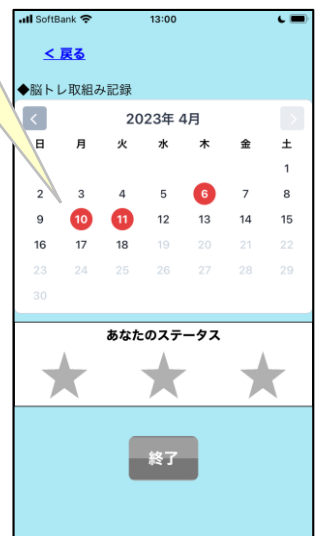 SoftBank 13:00
< 戻る
◆脳トレ取組み記録
< 2023年 4月 >
日 月 火 水 木 金 土
1
2 3 4 5 6 7 8
9 10 11 12 13 14 15
16 17 18 19 20 21 22
23 24 25 26 27 28 29
30
あなたのステータス
終了